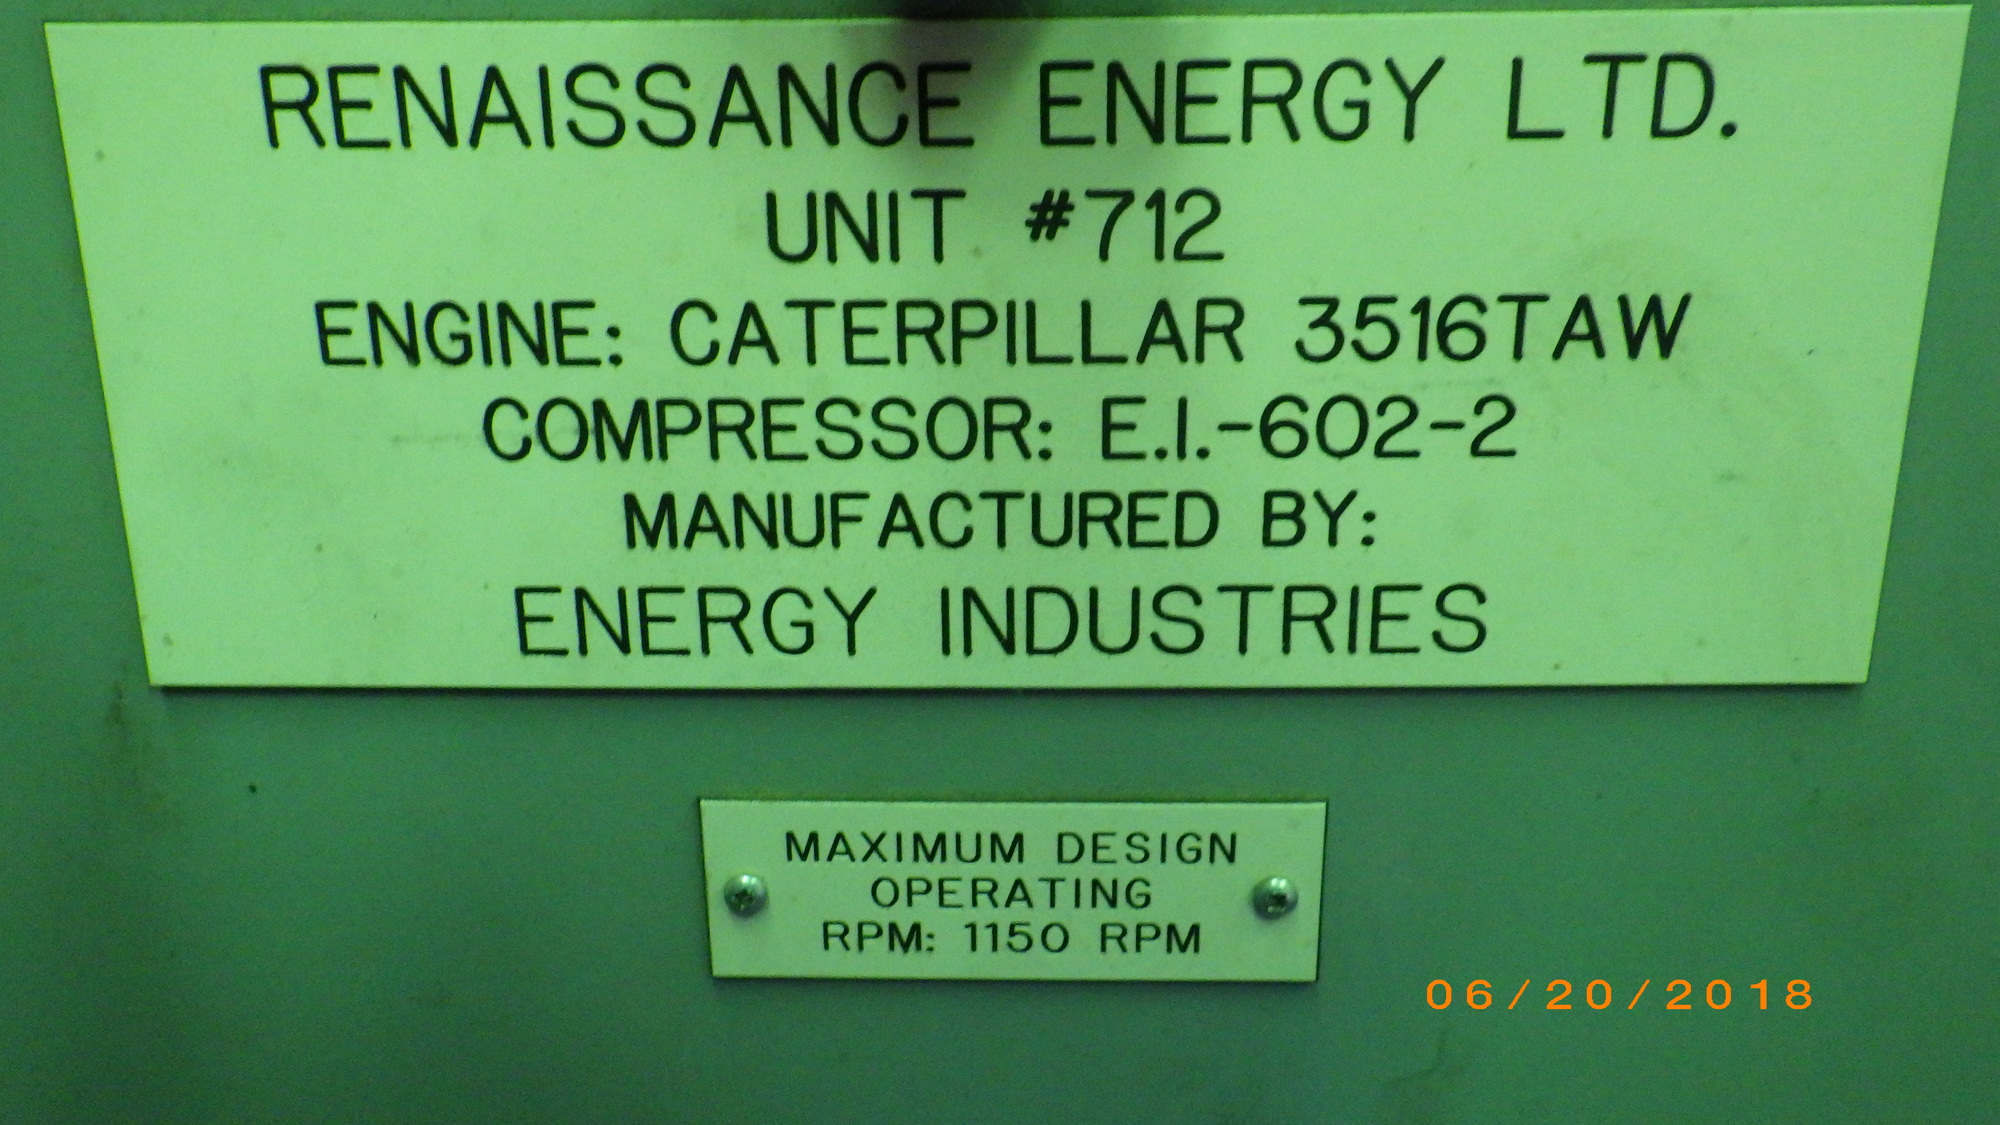 RENAISSANCE ENERGY LTD.
UNIT #712
ENGINE: CATERPILLAR 3516TAW
COMPRESSOR: E.I.-602-2
MANUFACTURED BY:
ENERGY INDUSTRIES
MAXIMUM DESIGN
OPERATING
RPM: 1150 RPM
06/20/2018